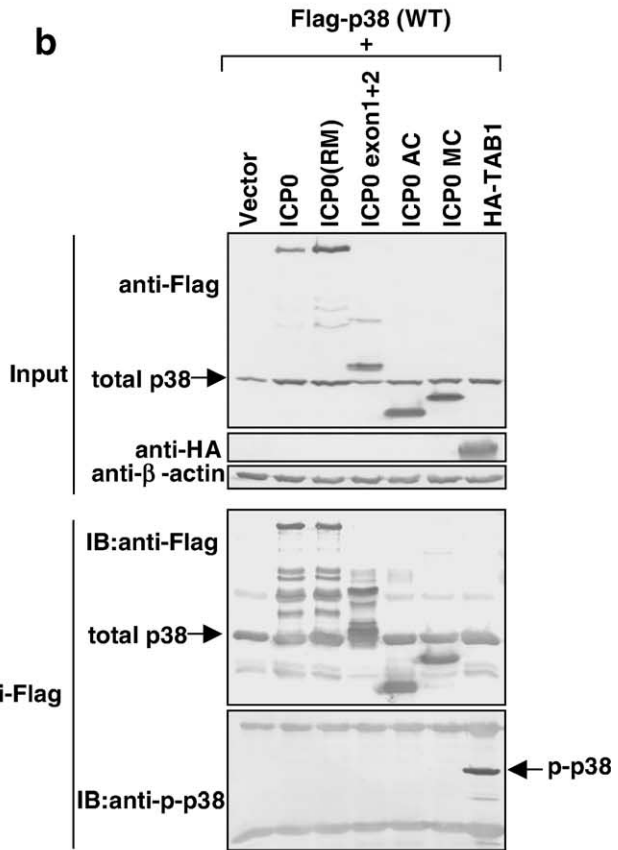 b
Flag-p38 (WT)
+
Vector
ICP0
ICP0(RM)
ICP0 exon1+2
ICP0 AC
ICP0 MC
HA-TAB1
Input
anti-Flag
total p38
anti-HA
anti-β-actin
i-Flag
IB:anti-Flag
total p38
IB:anti-p-p38
p-p38